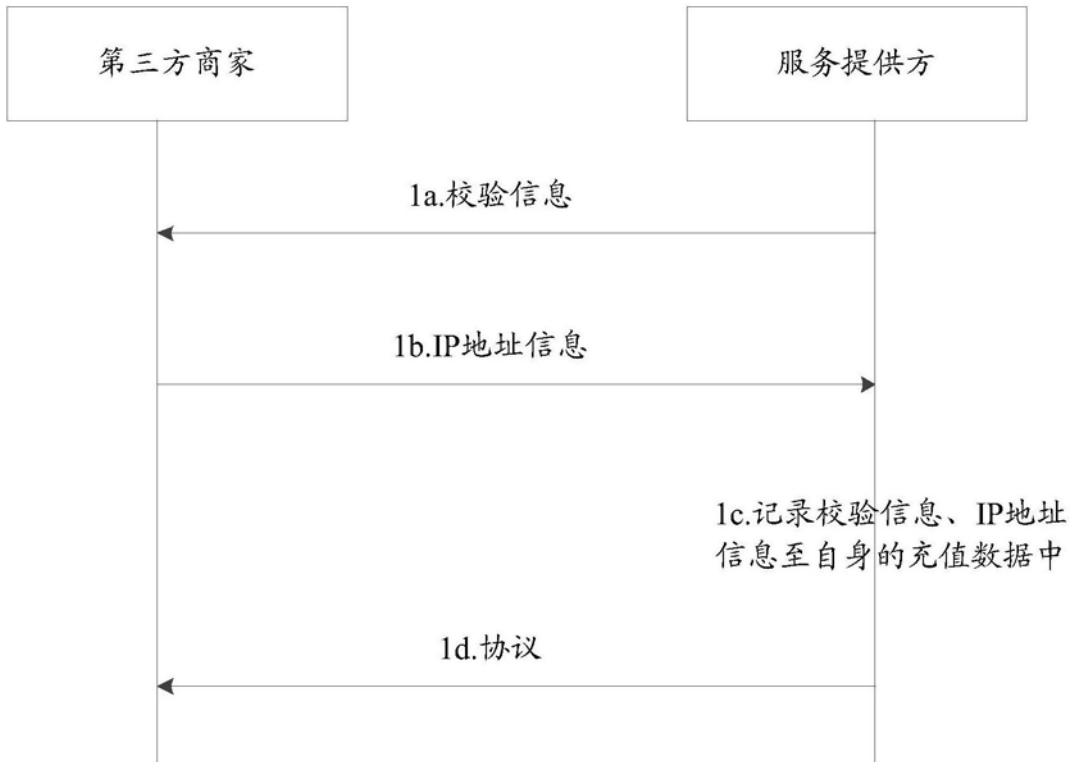 第三方商家
服务提供方
1a.校验信息
1b.IP地址信息
1c.记录校验信息、IP地址
信息至自身的充值数据中
1d.协议